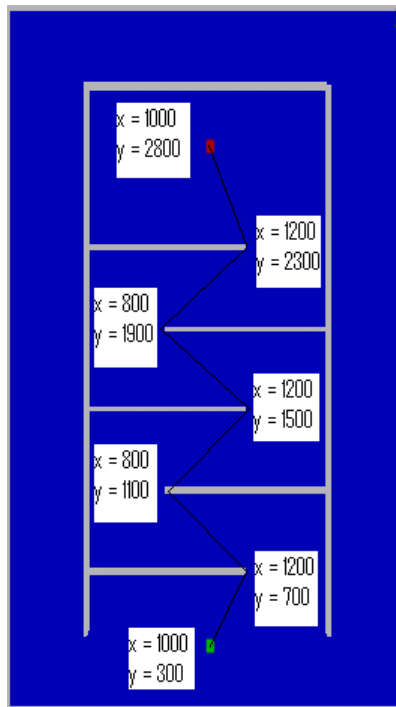 x = 1000
y = 2800
x = 1200
y = 2300
x = 800
y = 1900
x = 1200
y = 1500
x = 800
y = 1100
x = 1200
y = 700
x = 1000
y = 300